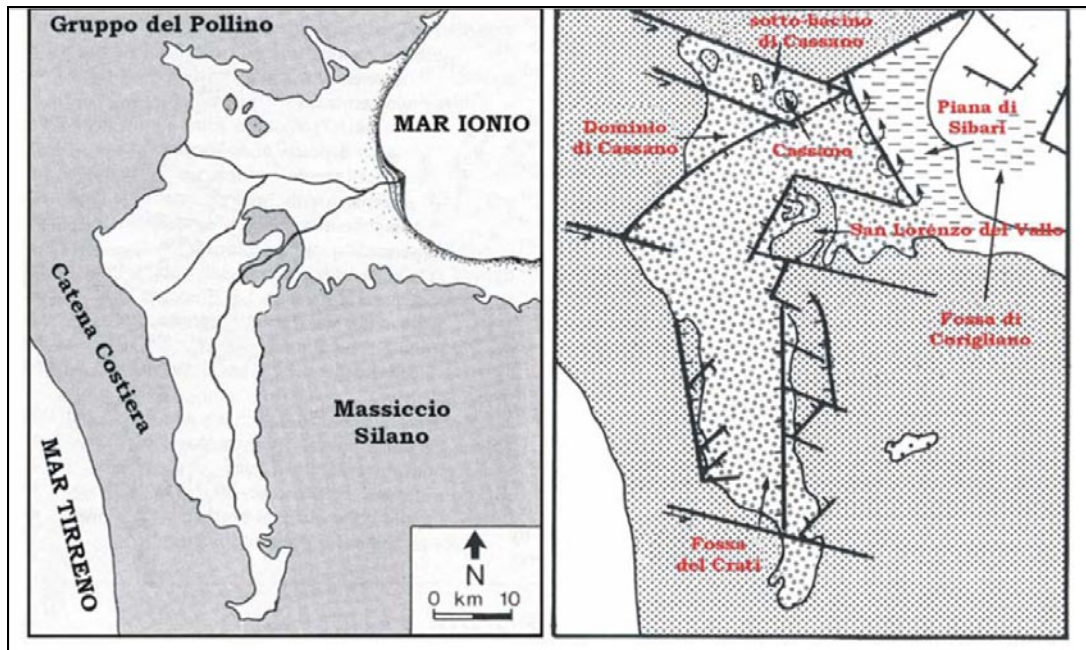 Gruppo del Pollino
MAR IONIO
Catena Costiera
Massiccio
Silano
MAR TIRRENO
N
0 km 10
sotto-bacino
di Cassano
Dominio
di Cassano
Cassano
Piana di
Sibari
San Lorenzo del Vallo
Fossa di
Corigliano
Fossa
del Crati